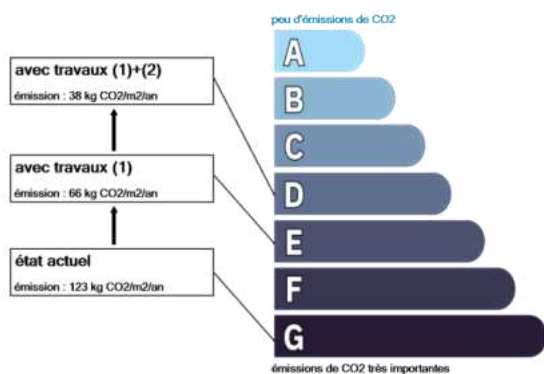 peu d'émissions de CO2
avec travaux (1)+(2)
émission : 38 kg CO2/m2/an
avec travaux (1)
émission : 66 kg CO2/m2/an
état actuel
émission : 123 kg CO2/m2/an
A
B
C
D
E
F
G
émissions de CO2 très importantes